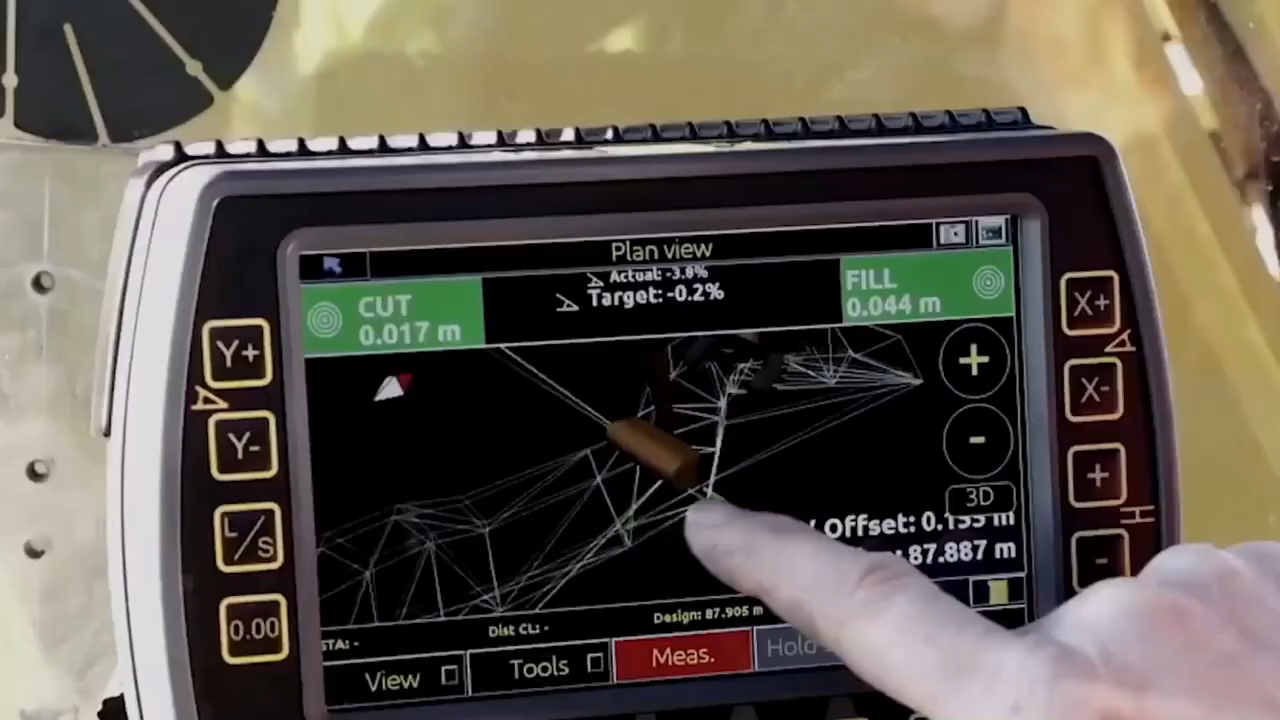 Plan view
Actual: -3.8%
Target: -0.2%
CUT
0.017 m
FILL
0.044 m
Y+
Y-
L/S
0.00
X+
X-
+
-
H
+
-
3D
Offset: 0.155 m
87.887 m
Design: 87.905 m
Dist CL: -
STA: -
View
Tools
Meas.
Hold